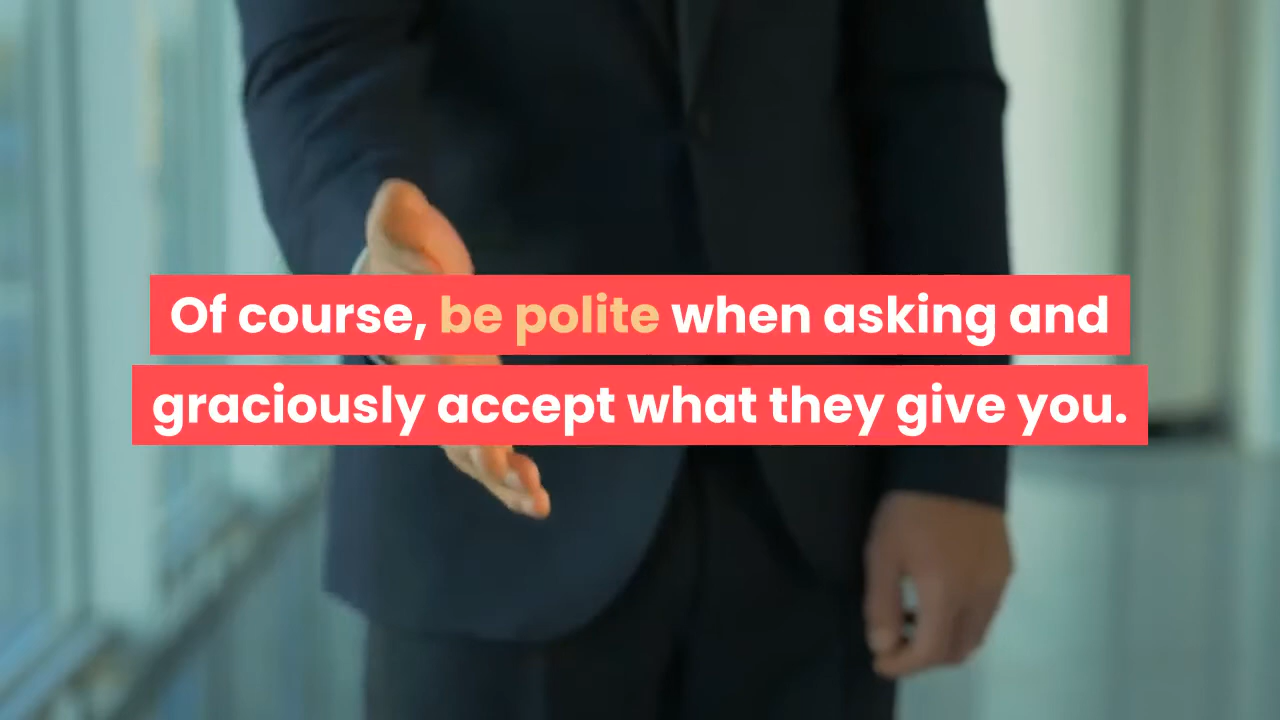 Of course, be polite when asking and
graciously accept what they give you.